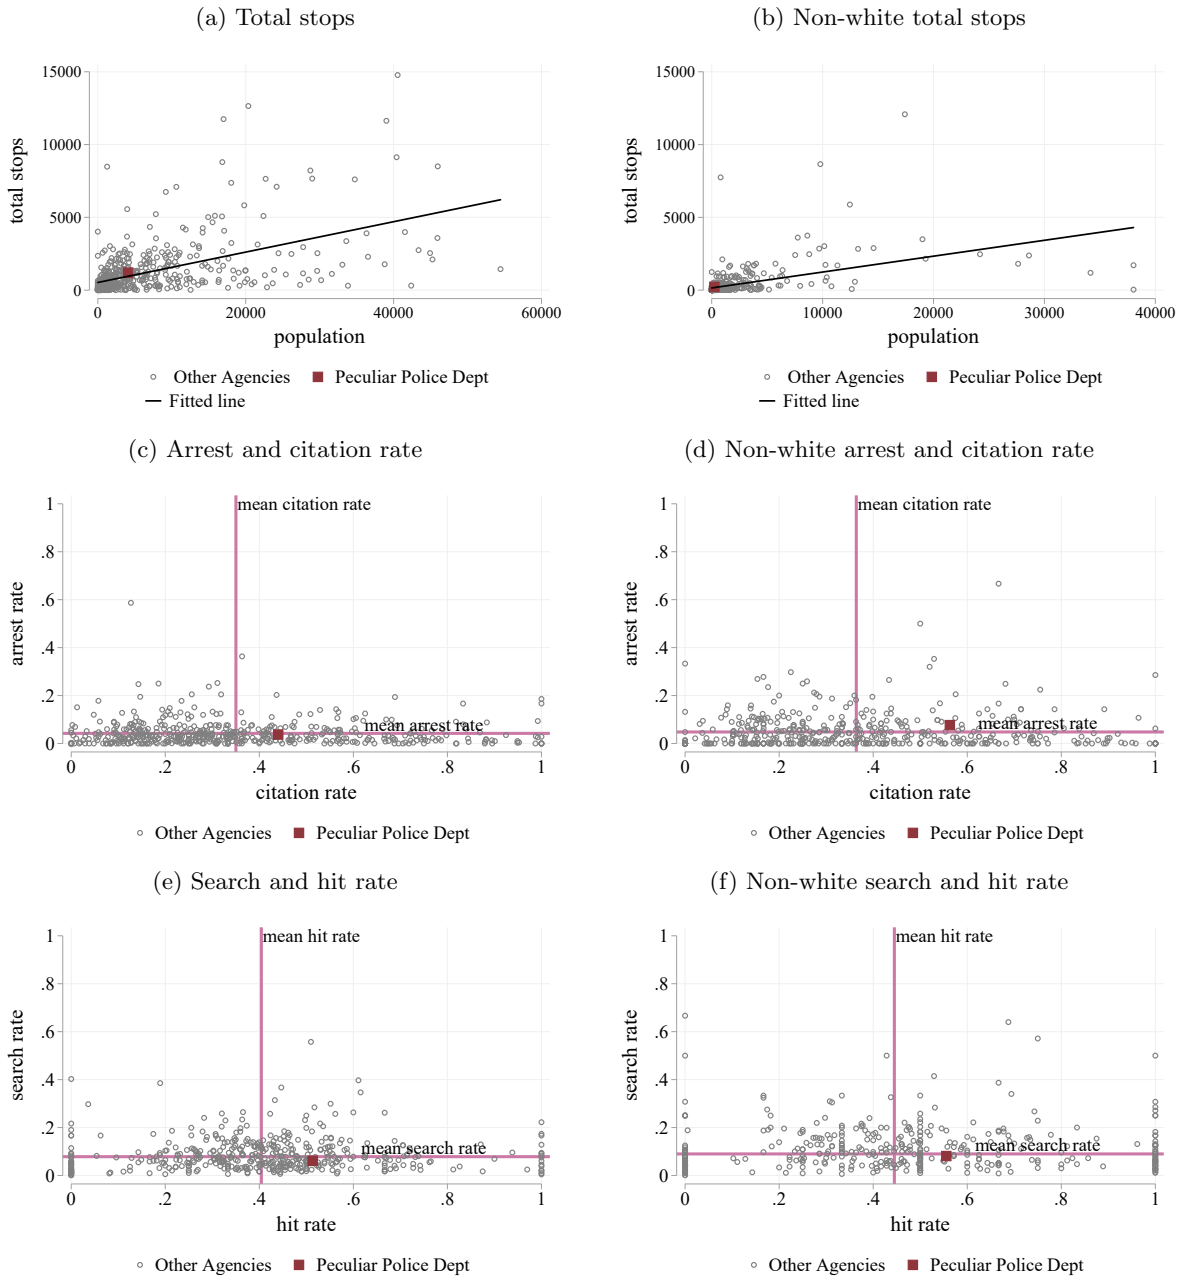 (a) Total stops
(b) Non-white total stops
15000
10000
5000
0
total stops
0 20000 40000 60000
population
Other Agencies Peculiar Police Dept
Fitted line
15000
10000
5000
0
total stops
0 10000 20000 30000 40000
population
Other Agencies Peculiar Police Dept
Fitted line
(c) Arrest and citation rate
(d) Non-white arrest and citation rate
1
.8
.6
.4
.2
0
arrest rate
mean citation rate
mean arrest rate
0 .2 .4 .6 .8 1
citation rate
Other Agencies Peculiar Police Dept
1
.8
.6
.4
.2
0
arrest rate
mean citation rate
mean arrest rate
0 .2 .4 .6 .8 1
citation rate
Other Agencies Peculiar Police Dept
(e) Search and hit rate
(f) Non-white search and hit rate
1
.8
.6
.4
.2
0
search rate
mean hit rate
mean search rate
0 .2 .4 .6 .8 1
hit rate
Other Agencies Peculiar Police Dept
1
.8
.6
.4
.2
0
search rate
mean hit rate
mean search rate
0 .2 .4 .6 .8 1
hit rate
Other Agencies Peculiar Police Dept